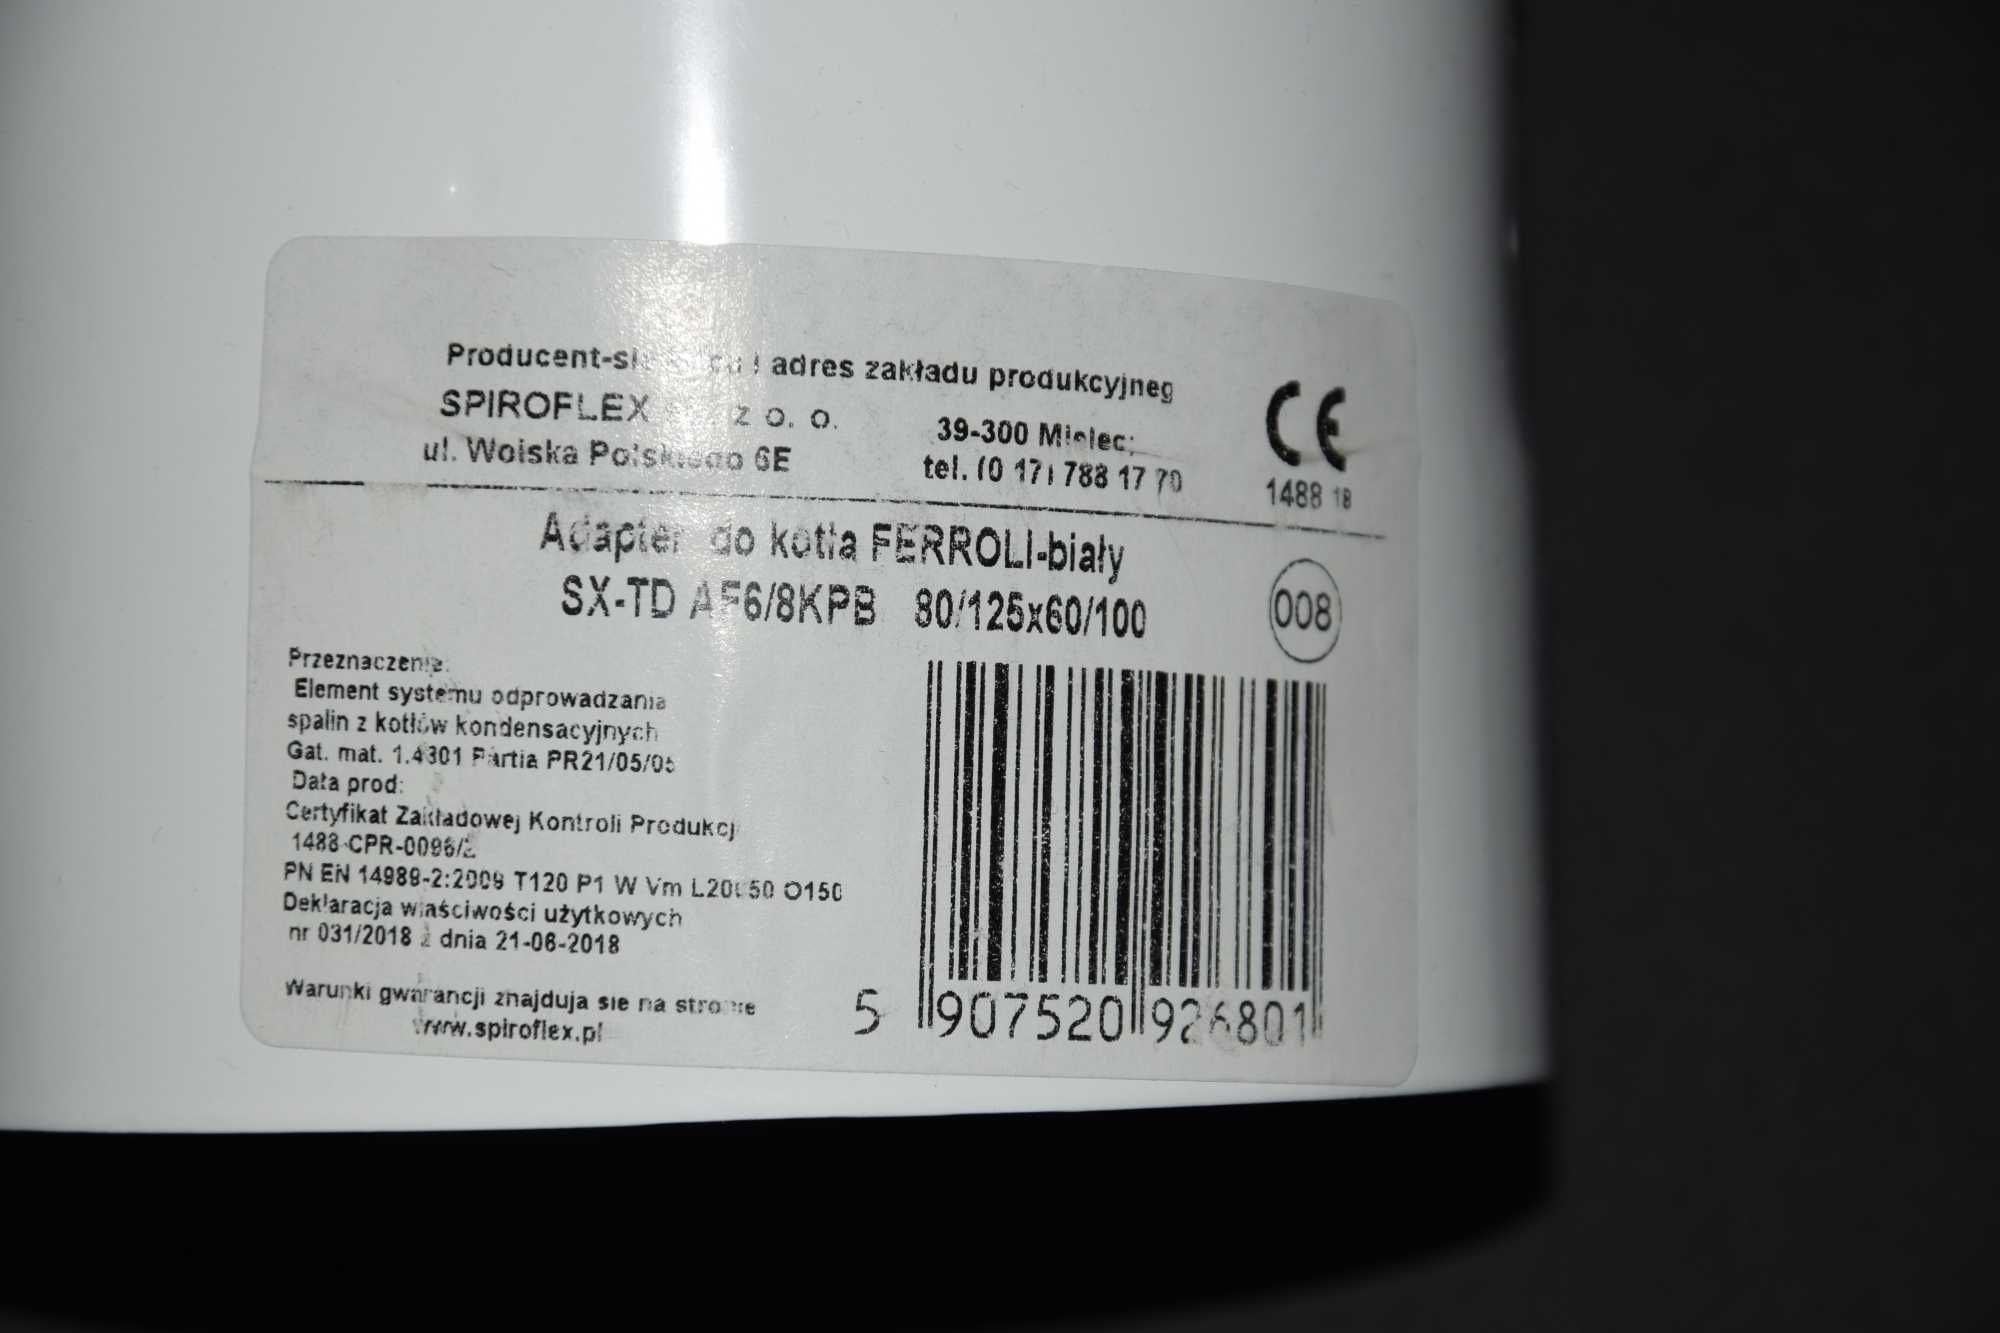 adres zakładu produkcyjneg
SPIROFLEX z o. o.
39-300 Mielec;
ul. Wojska Polskiego 6E
tel. (0 17) 788 17 70
CE
1488 18
Adapter do kotła FERROLI-biały
SX-TD AF6/8KPB 80/125x60/100
008
Przeznaczenie:
Element systemu odprowadzania
spalin z kotłów kondensacyjnych
Gat. mat. 1.4301 Partia PR21/05/05
Data prod:
Certyfikat Zakładowej Kontroli Produkcj
1488-CPR-0096/2
PN EN 14989-2:2009 T120 P1 W Vm O150
Deklaracja właściwości użytkowych
nr 031/2018 z dnia 21-06-2018
Warunki gwarancji znajduja sie na stronie
www.spiroflex.pl
5 907520 926801